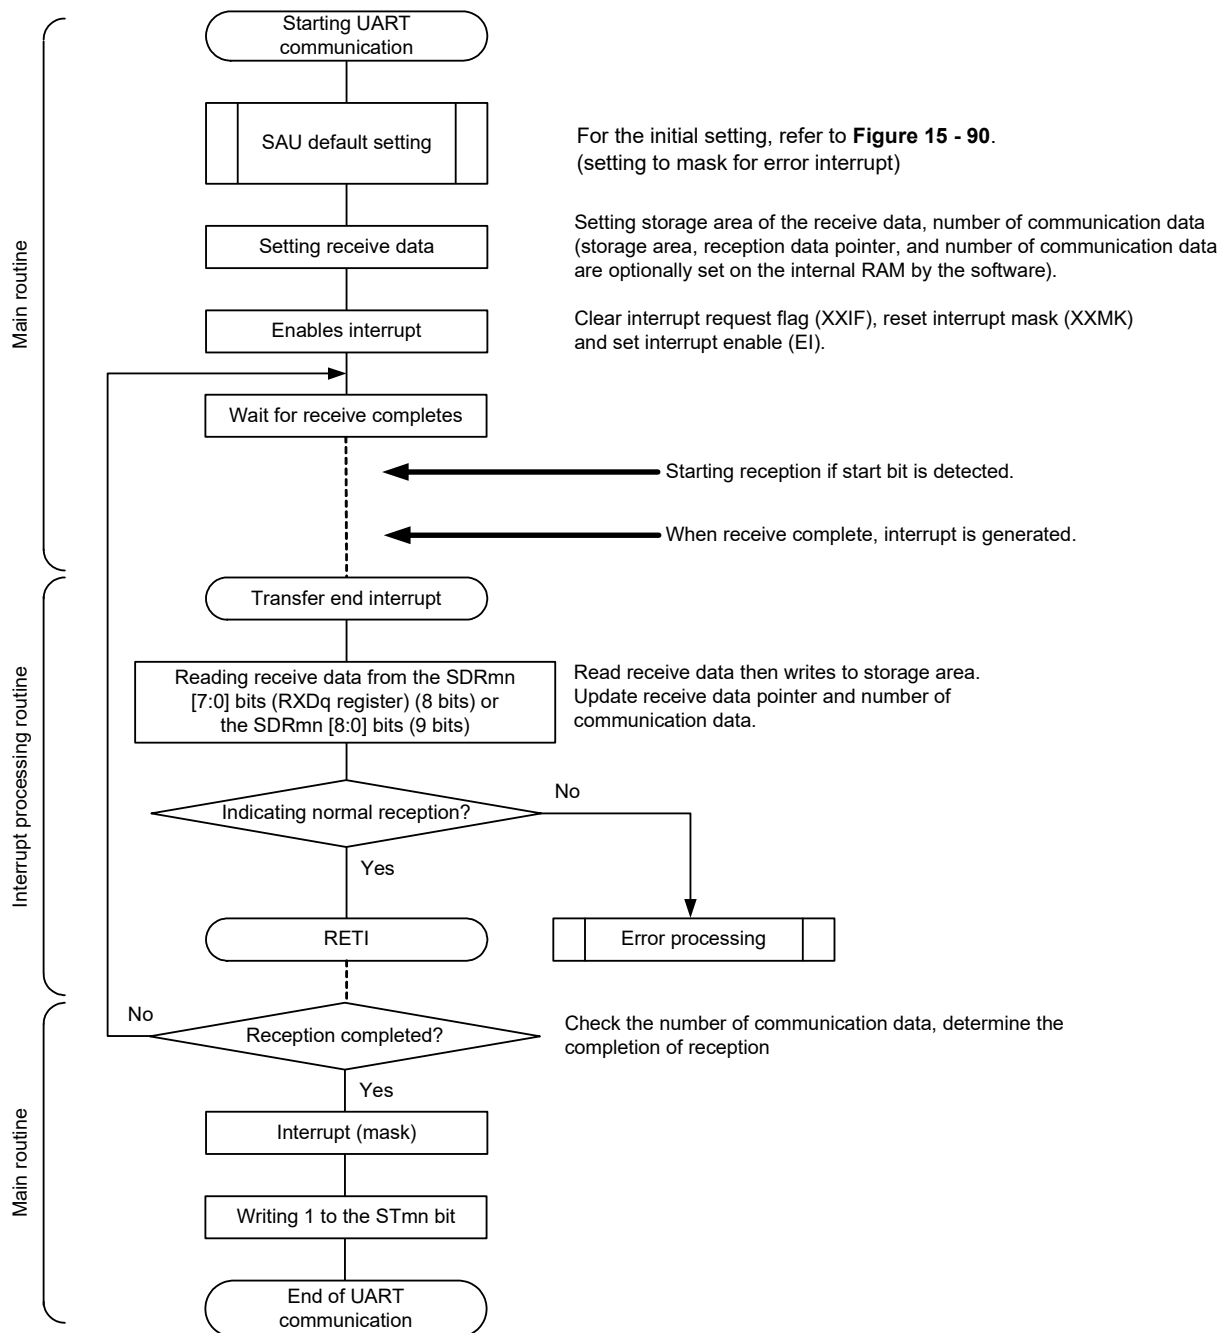 Starting UART
communication
SAU default setting
For the initial setting, refer to Figure 15 - 90.
(setting to mask for error interrupt)
Main routine
Setting receive data
Setting storage area of the receive data, number of communication data
(storage area, reception data pointer, and number of communication data
are optionally set on the internal RAM by the software).
Enables interrupt
Clear interrupt request flag (XXIF), reset interrupt mask (XXMK)
and set interrupt enable (EI).
Wait for receive completes
Starting reception if start bit is detected.
When receive complete, interrupt is generated.
Interrupt processing routine
Transfer end interrupt
Reading receive data from the SDRmn
[7:0] bits (RXDq register) (8 bits) or
the SDRmn [8:0] bits (9 bits)
Read receive data then writes to storage area.
Update receive data pointer and number of
communication data.
Indicating normal reception?
No
Yes
RETI
Error processing
Main routine
No
Reception completed?
Check the number of communication data, determine the
completion of reception
Yes
Interrupt (mask)
Writing 1 to the STmn bit
End of UART
communication